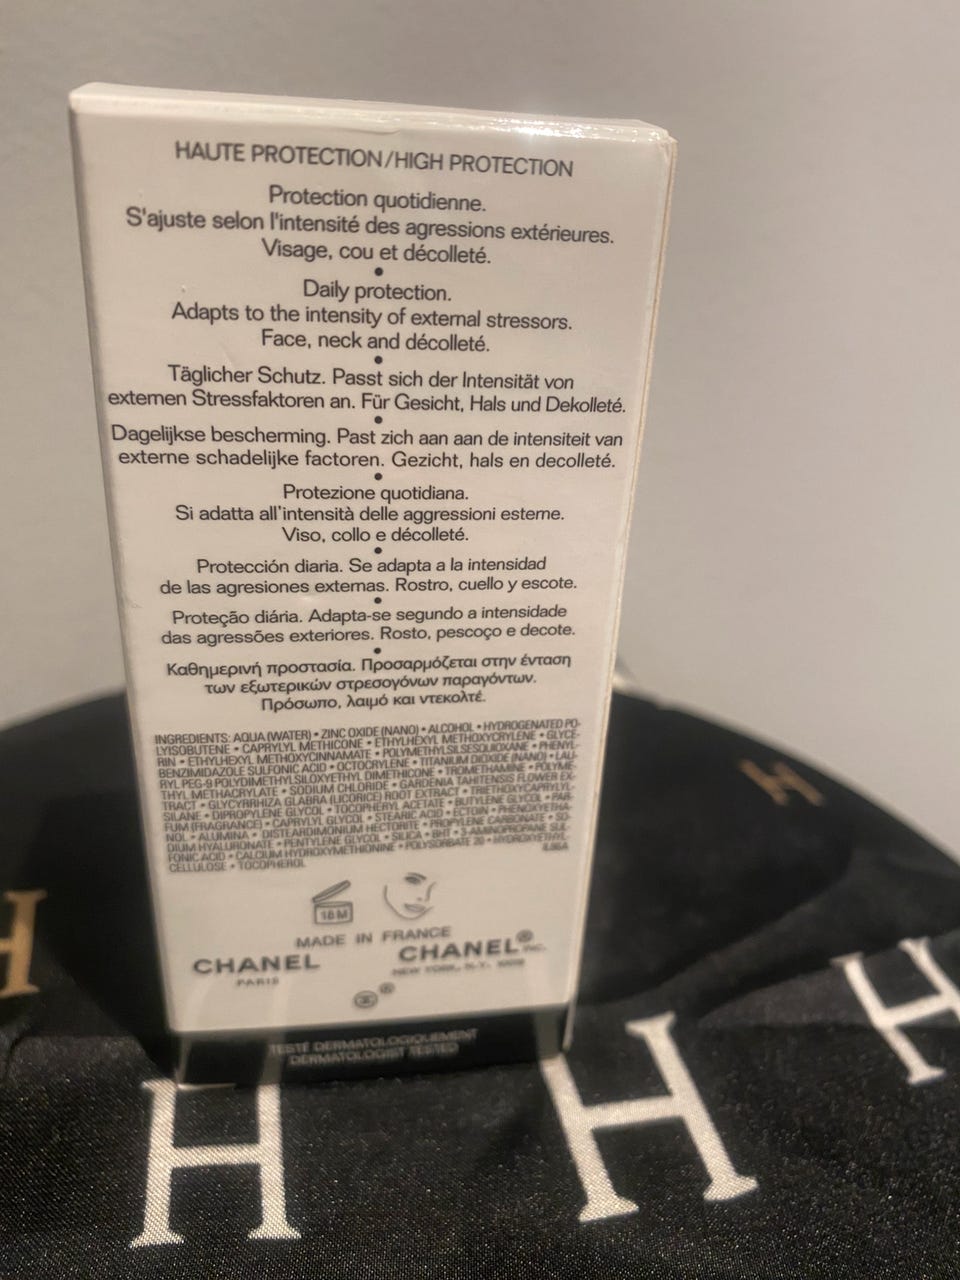 HAUTE PROTECTION/HIGH PROTECTION
Protection quotidienne.
S'ajuste selon l'intensité des agressions extérieures.
Visage, cou et décolleté.
•
Daily protection.
Adapts to the intensity of external stressors.
Face, neck and décolleté.
•
Täglicher Schutz. Passt sich der Intensität von
externen Stressfaktoren an. Für Gesicht, Hals und Dekolleté.
•
Dagelijkse bescherming. Past zich aan aan de intensiteit van
externe schadelijke factoren. Gezicht, hals en decolleté.
•
Protezione quotidiana.
Si adatta all'intensità delle aggressioni esterne.
Viso, collo e décolleté.
•
Protección diaria. Se adapta a la intensidad
de las agresiones externas. Rostro, cuello y escote.
•
Proteção diária. Adapta-se segundo a intensidade
das agressões exteriores. Rosto, pescoço e decote.
•
Καθημερινή προστασία. Προσαρμόζεται στην ένταση
των εξωτερικών στρεσογόνων παραγόντων.
Πρόσωπο, λαιμό και ντεκολτέ.
INGREDIENTS: AQUA (WATER) • ZINC OXIDE (NANO) • ALCOHOL • HYDROGENATED PO-
LYISOBUTENE • CAPRYLYL METHICONE • ETHYLHEXYL METHOXYCRYLENE • GLYCE-
RIN • ETHYLHEXYL METHOXYCINNAMATE • POLYMETHYLSILSESQUIOXANE • PHENYL-
BENZIMIDAZOLE SULFONIC ACID • OCTOCRYLENE • TITANIUM DIOXIDE (NANO) • LAU-
RYL PEG-9 POLYDIMETHYLSILOXYETHYL DIMETHICONE • TROMETHAMINE • POLYME-
THYL METHACRYLATE • SODIUM CHLORIDE • GARDENIA TAHITENSIS FLOWER EX-
TRACT • GLYCYRRHIZA GLABRA (LICORICE) ROOT EXTRACT • TRIETHOXYCAPRYLYL-
SILANE • DIPROPYLENE GLYCOL • TOCOPHERYL ACETATE • BUTYLENE GLYCOL • PAR-
FUM (FRAGRANCE) • CAPRYLYL GLYCOL • STEARIC ACID • ECTOIN • PHENOXYETHA-
NOL • ALUMINA • DISTEARDIMONIUM HECTORITE • PROPYLENE CARBONATE • SO-
DIUM HYALURONATE • PENTYLENE GLYCOL • SILICA • BHT • 3-AMINOPROPANE SUL-
FONIC ACID • CALCIUM HYDROXYMETHIONINE • POLYSORBATE 20 • HYDROXYETHYL-
CELLULOSE • TOCOPHEROL
18 M
MADE IN FRANCE
CHANEL CHANEL® INC.
PARIS NEW YORK, N.Y.
®
TESTÉ DERMATOLOGIQUEMENT
DERMATOLOGIST TESTED
H
H
H
H
H